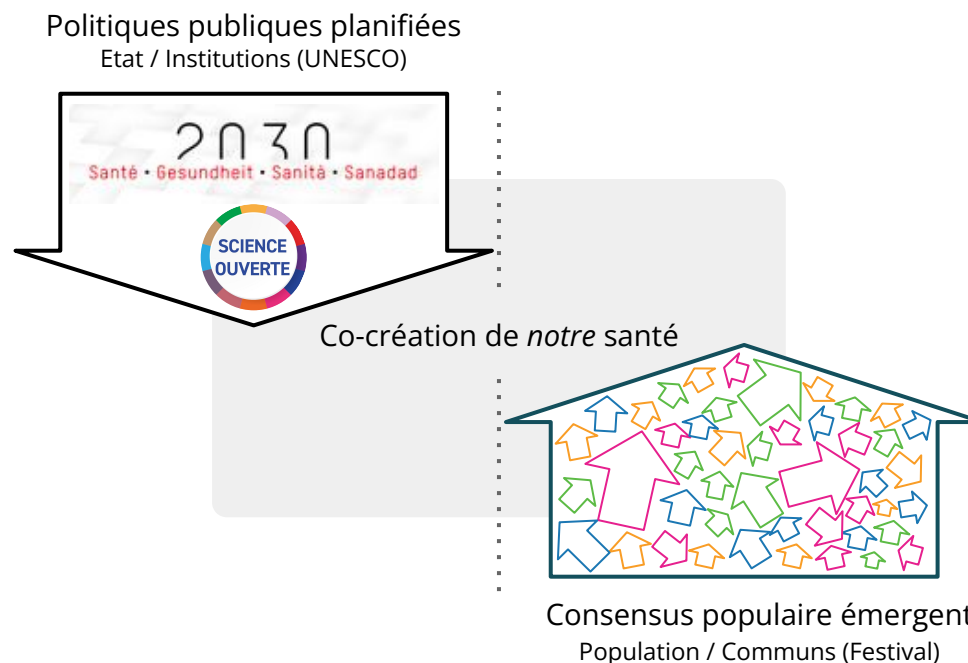 Politiques publiques planifiées
Etat / Institutions (UNESCO)
2030
Santé • Gesundheit • Sanità • Sanadad
SCIENCE
OUVERTE
Co-création de notre santé
Consensus populaire émergent
Population / Communs (Festival)